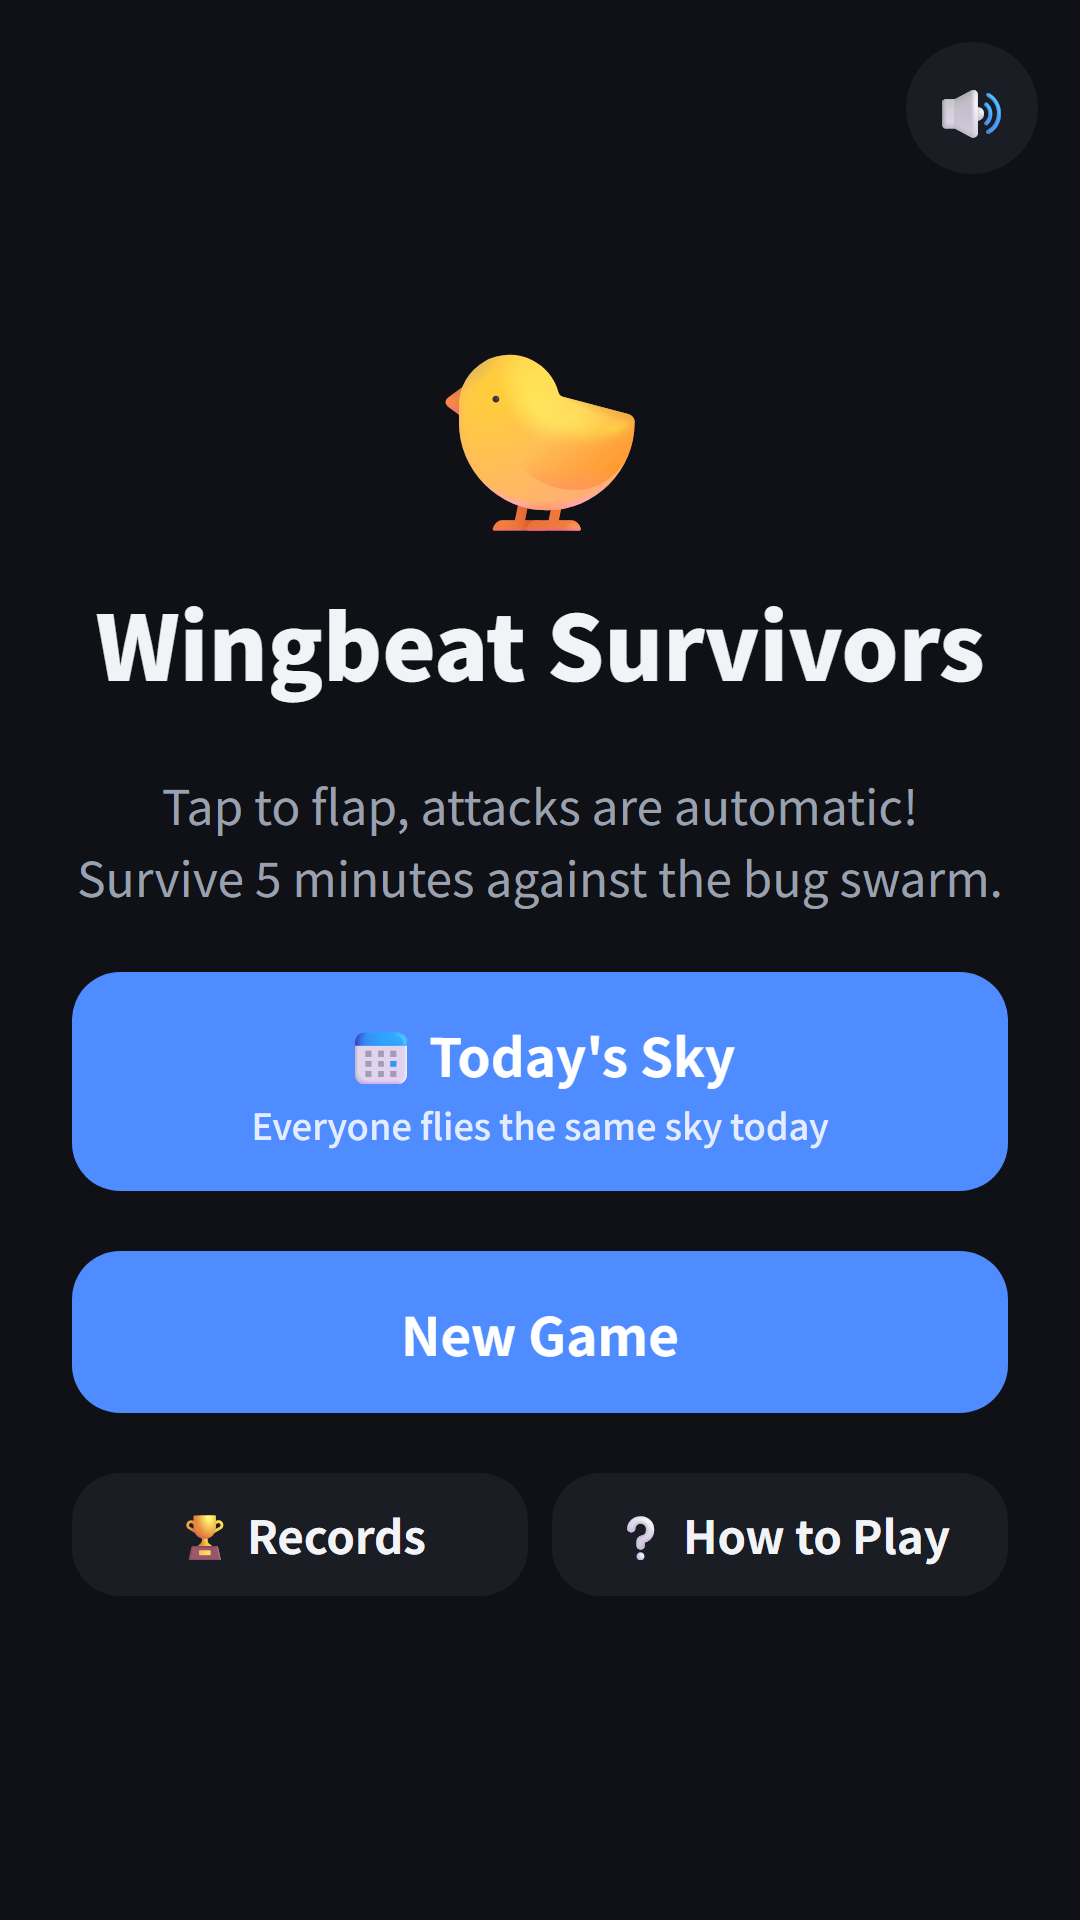 Wingbeat Survivors
Tap to flap, attacks are automatic!
Survive 5 minutes against the bug swarm.
Today's Sky
Everyone flies the same sky today
New Game
Records
How to Play